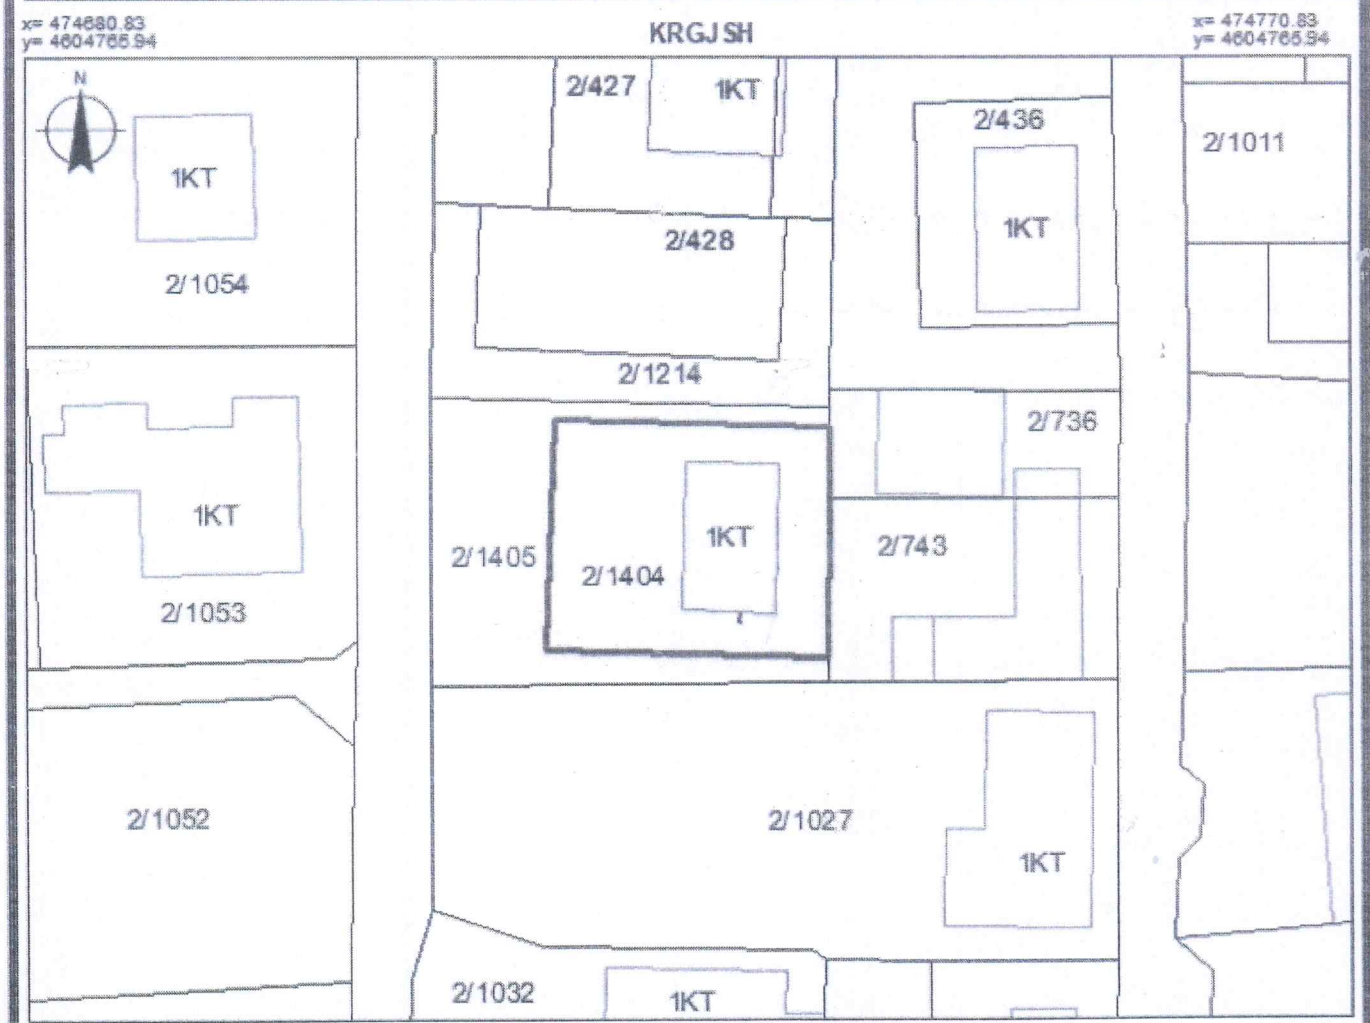 x= 474680.83
y= 4604765.94
KRGJSH
x= 474770.83
y= 4604765.94
N
2/427
1KT
2/436
2/1011
1KT
2/428
1KT
2/1054
2/1214
2/736
1KT
1KT
2/743
2/1405
2/1404
2/1053
2/1052
2/1027
1KT
2/1032
1KT